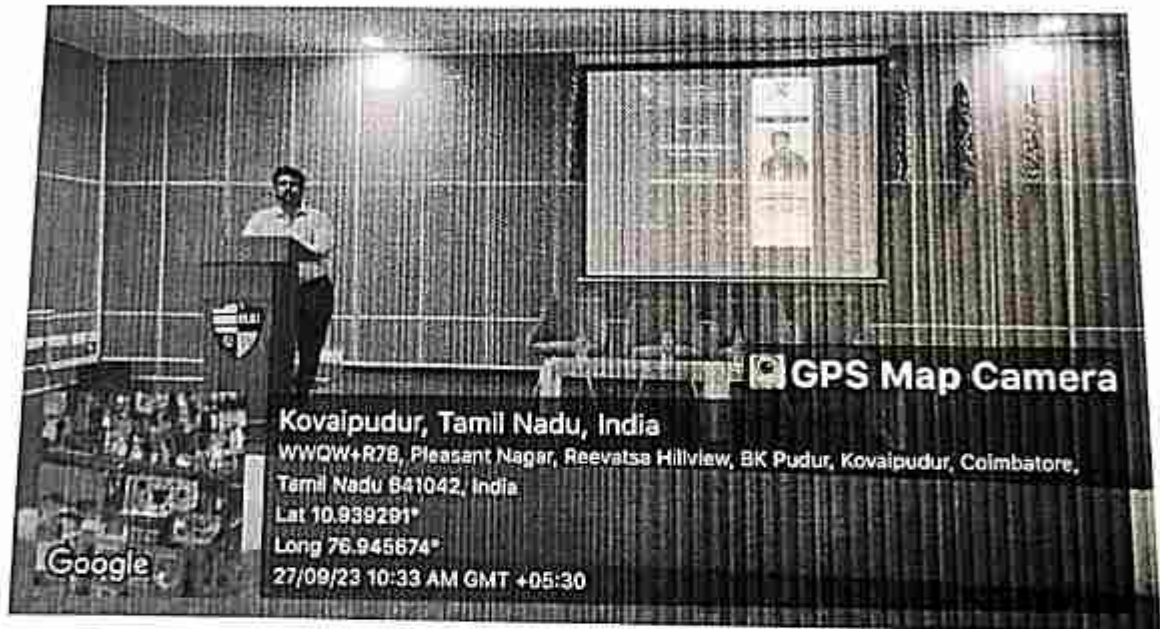 GPS Map Camera
Kovaipudur, Tamil Nadu, India
WWQW+R78, Pleasant Nagar, Reevatsa Hillview, BK Pudur, Kovaipudur, Coimbatore,
Tamil Nadu 641042, India
Lat 10.939291°
Long 76.945674°
27/09/23 10:33 AM GMT +05:30
Google